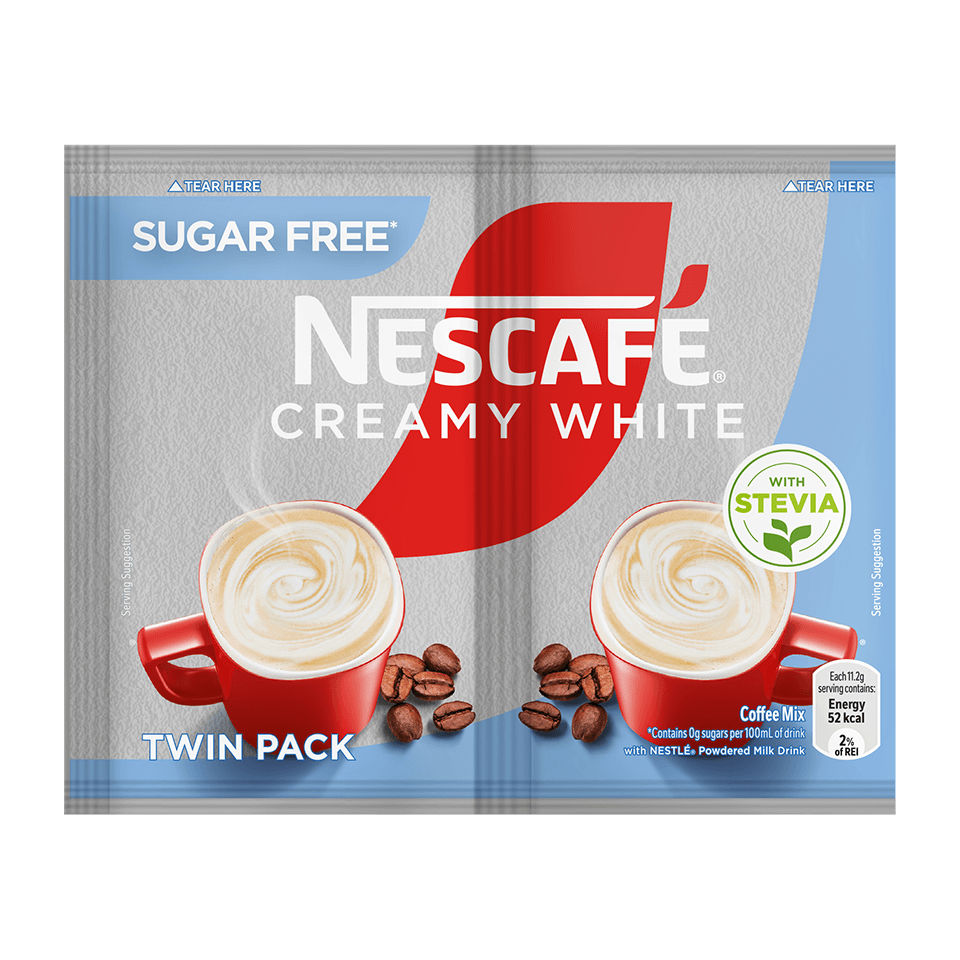 ▲TEAR HERE
▲TEAR HERE
SUGAR FREE*
NESCAFÉ®
CREAMY WHITE
WITH
STEVIA
Serving Suggestion
Serving Suggestion
®
®
Each 11.2g
serving contains:
Energy
52 kcal
2%
of REI
Coffee Mix
*Contains 0g sugars per 100mL of drink
with NESTLÉ® Powdered Milk Drink
TWIN PACK